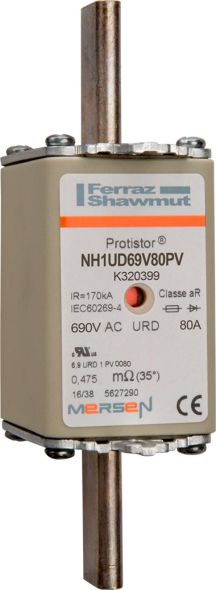 Ferraz
Shawmut
Protistor®
NH1UD69V80PV
K320399
IR=170kA Classe aR
IEC60269-4
690V AC URD 80A
6,9 URD 1 PV 0080
0,475 mΩ(35°)
16/38 5627290
MERSEN CE